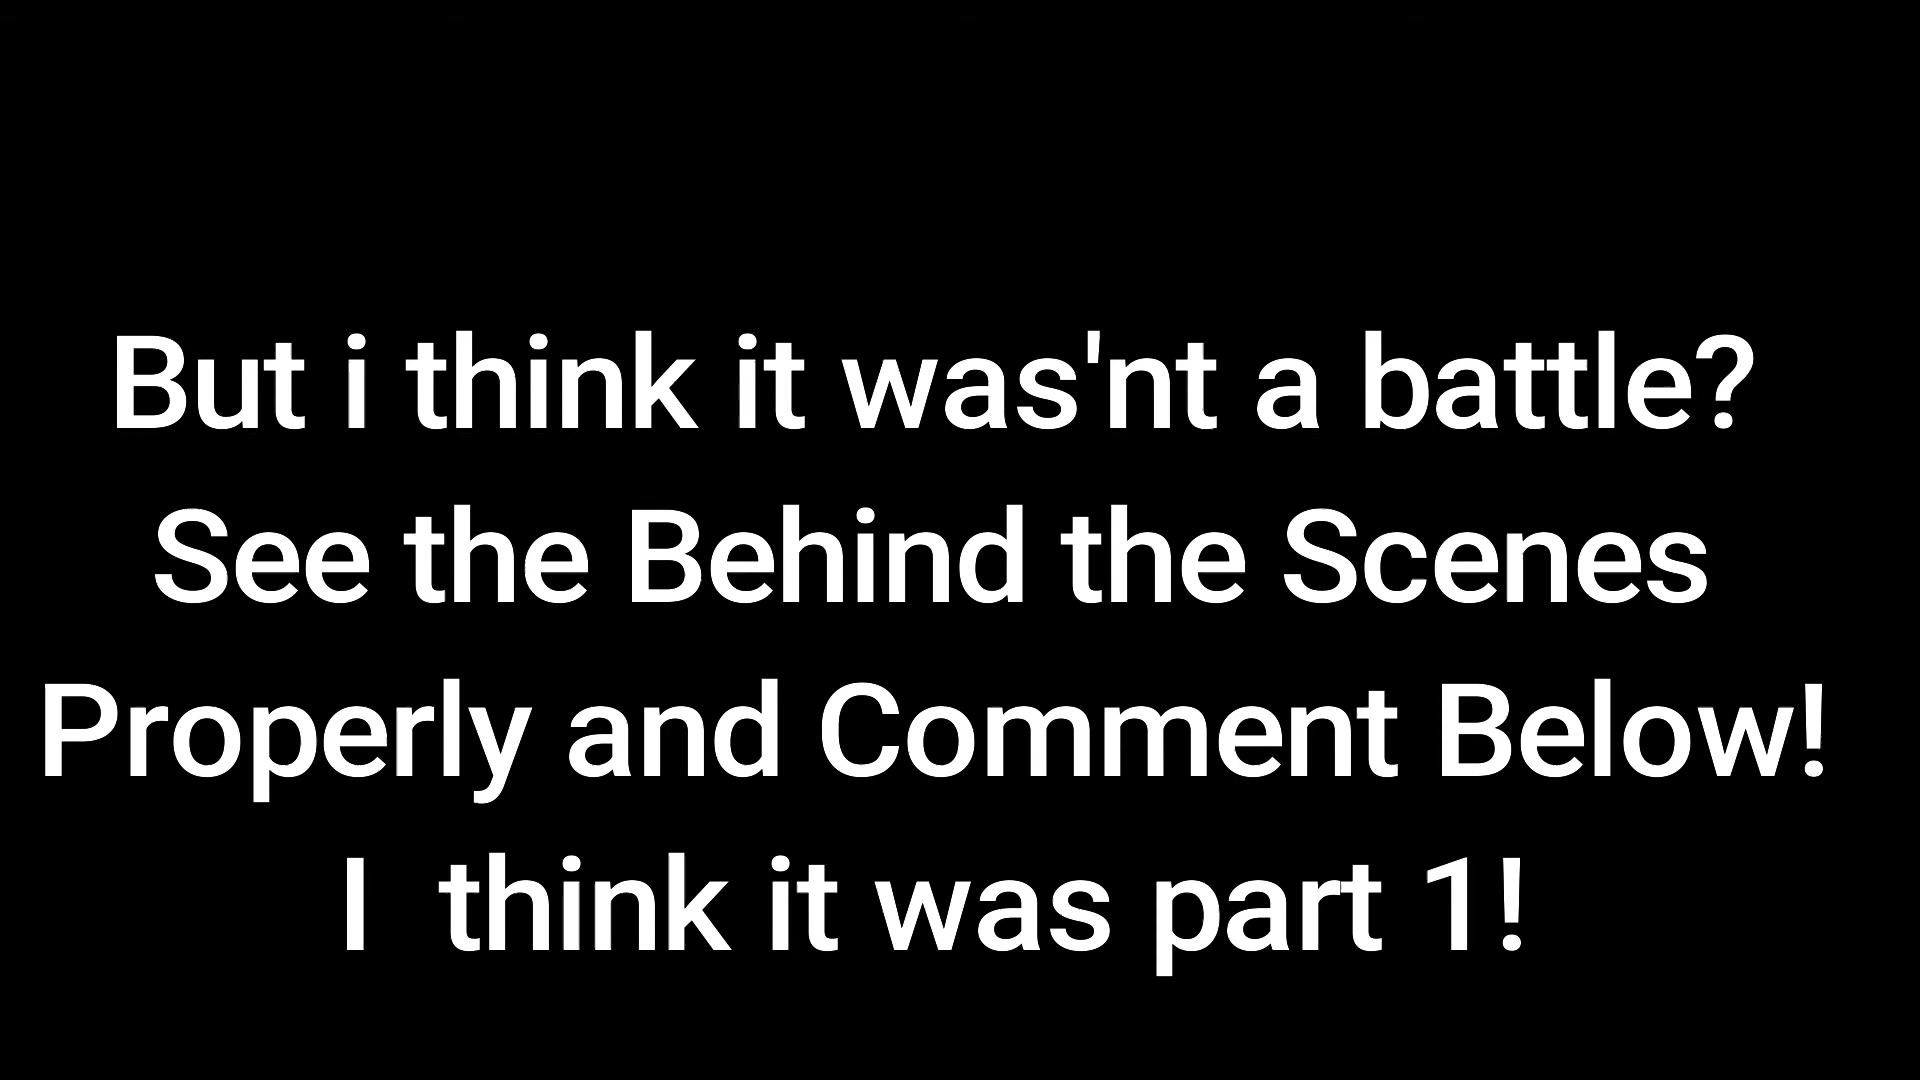 But i think it was'nt a battle?
See the Behind the Scenes
Properly and Comment Below!
I  think it was part 1!